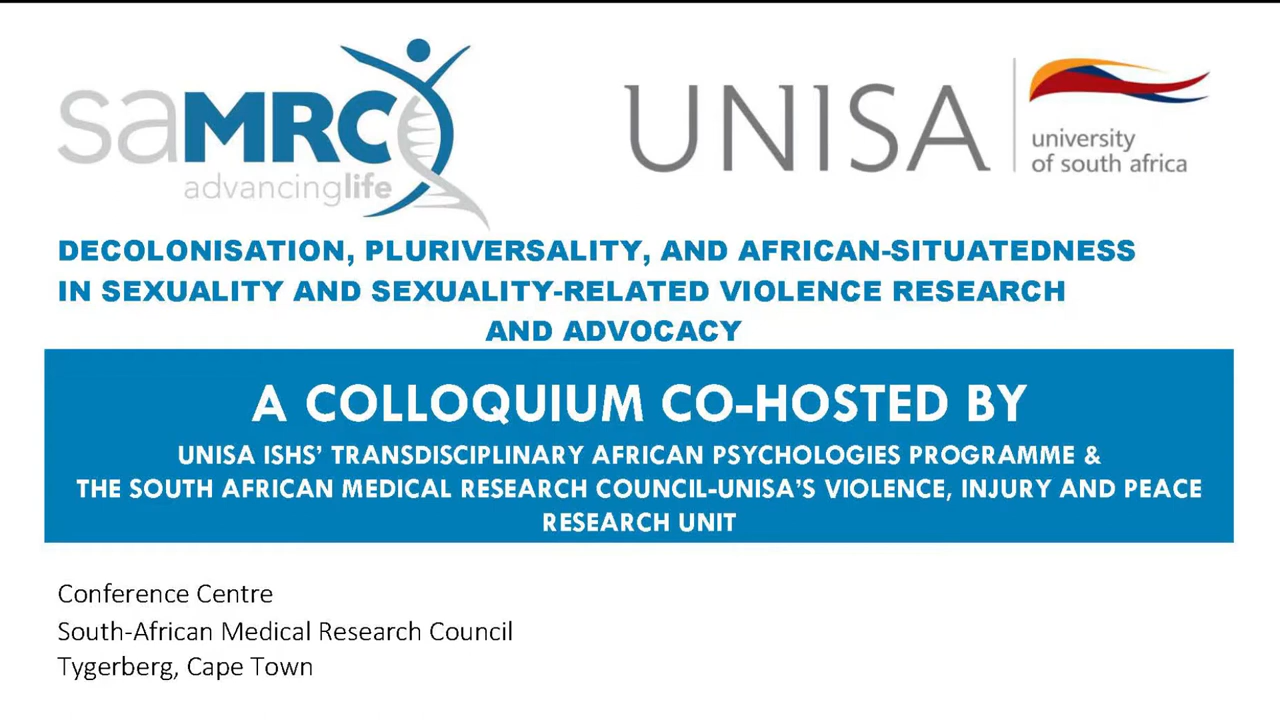 saMRC
advancinglife
UNISA
university
of south africa
DECOLONISATION, PLURIVERSALITY, AND AFRICAN-SITUATEDNESS
IN SEXUALITY AND SEXUALITY-RELATED VIOLENCE RESEARCH
AND ADVOCACY
A COLLOQUIUM CO-HOSTED BY
UNISA ISHS’ TRANSDISCIPLINARY AFRICAN PSYCHOLOGIES PROGRAMME &
THE SOUTH AFRICAN MEDICAL RESEARCH COUNCIL-UNISA’S VIOLENCE, INJURY AND PEACE
RESEARCH UNIT
Conference Centre
South-African Medical Research Council
Tygerberg, Cape Town